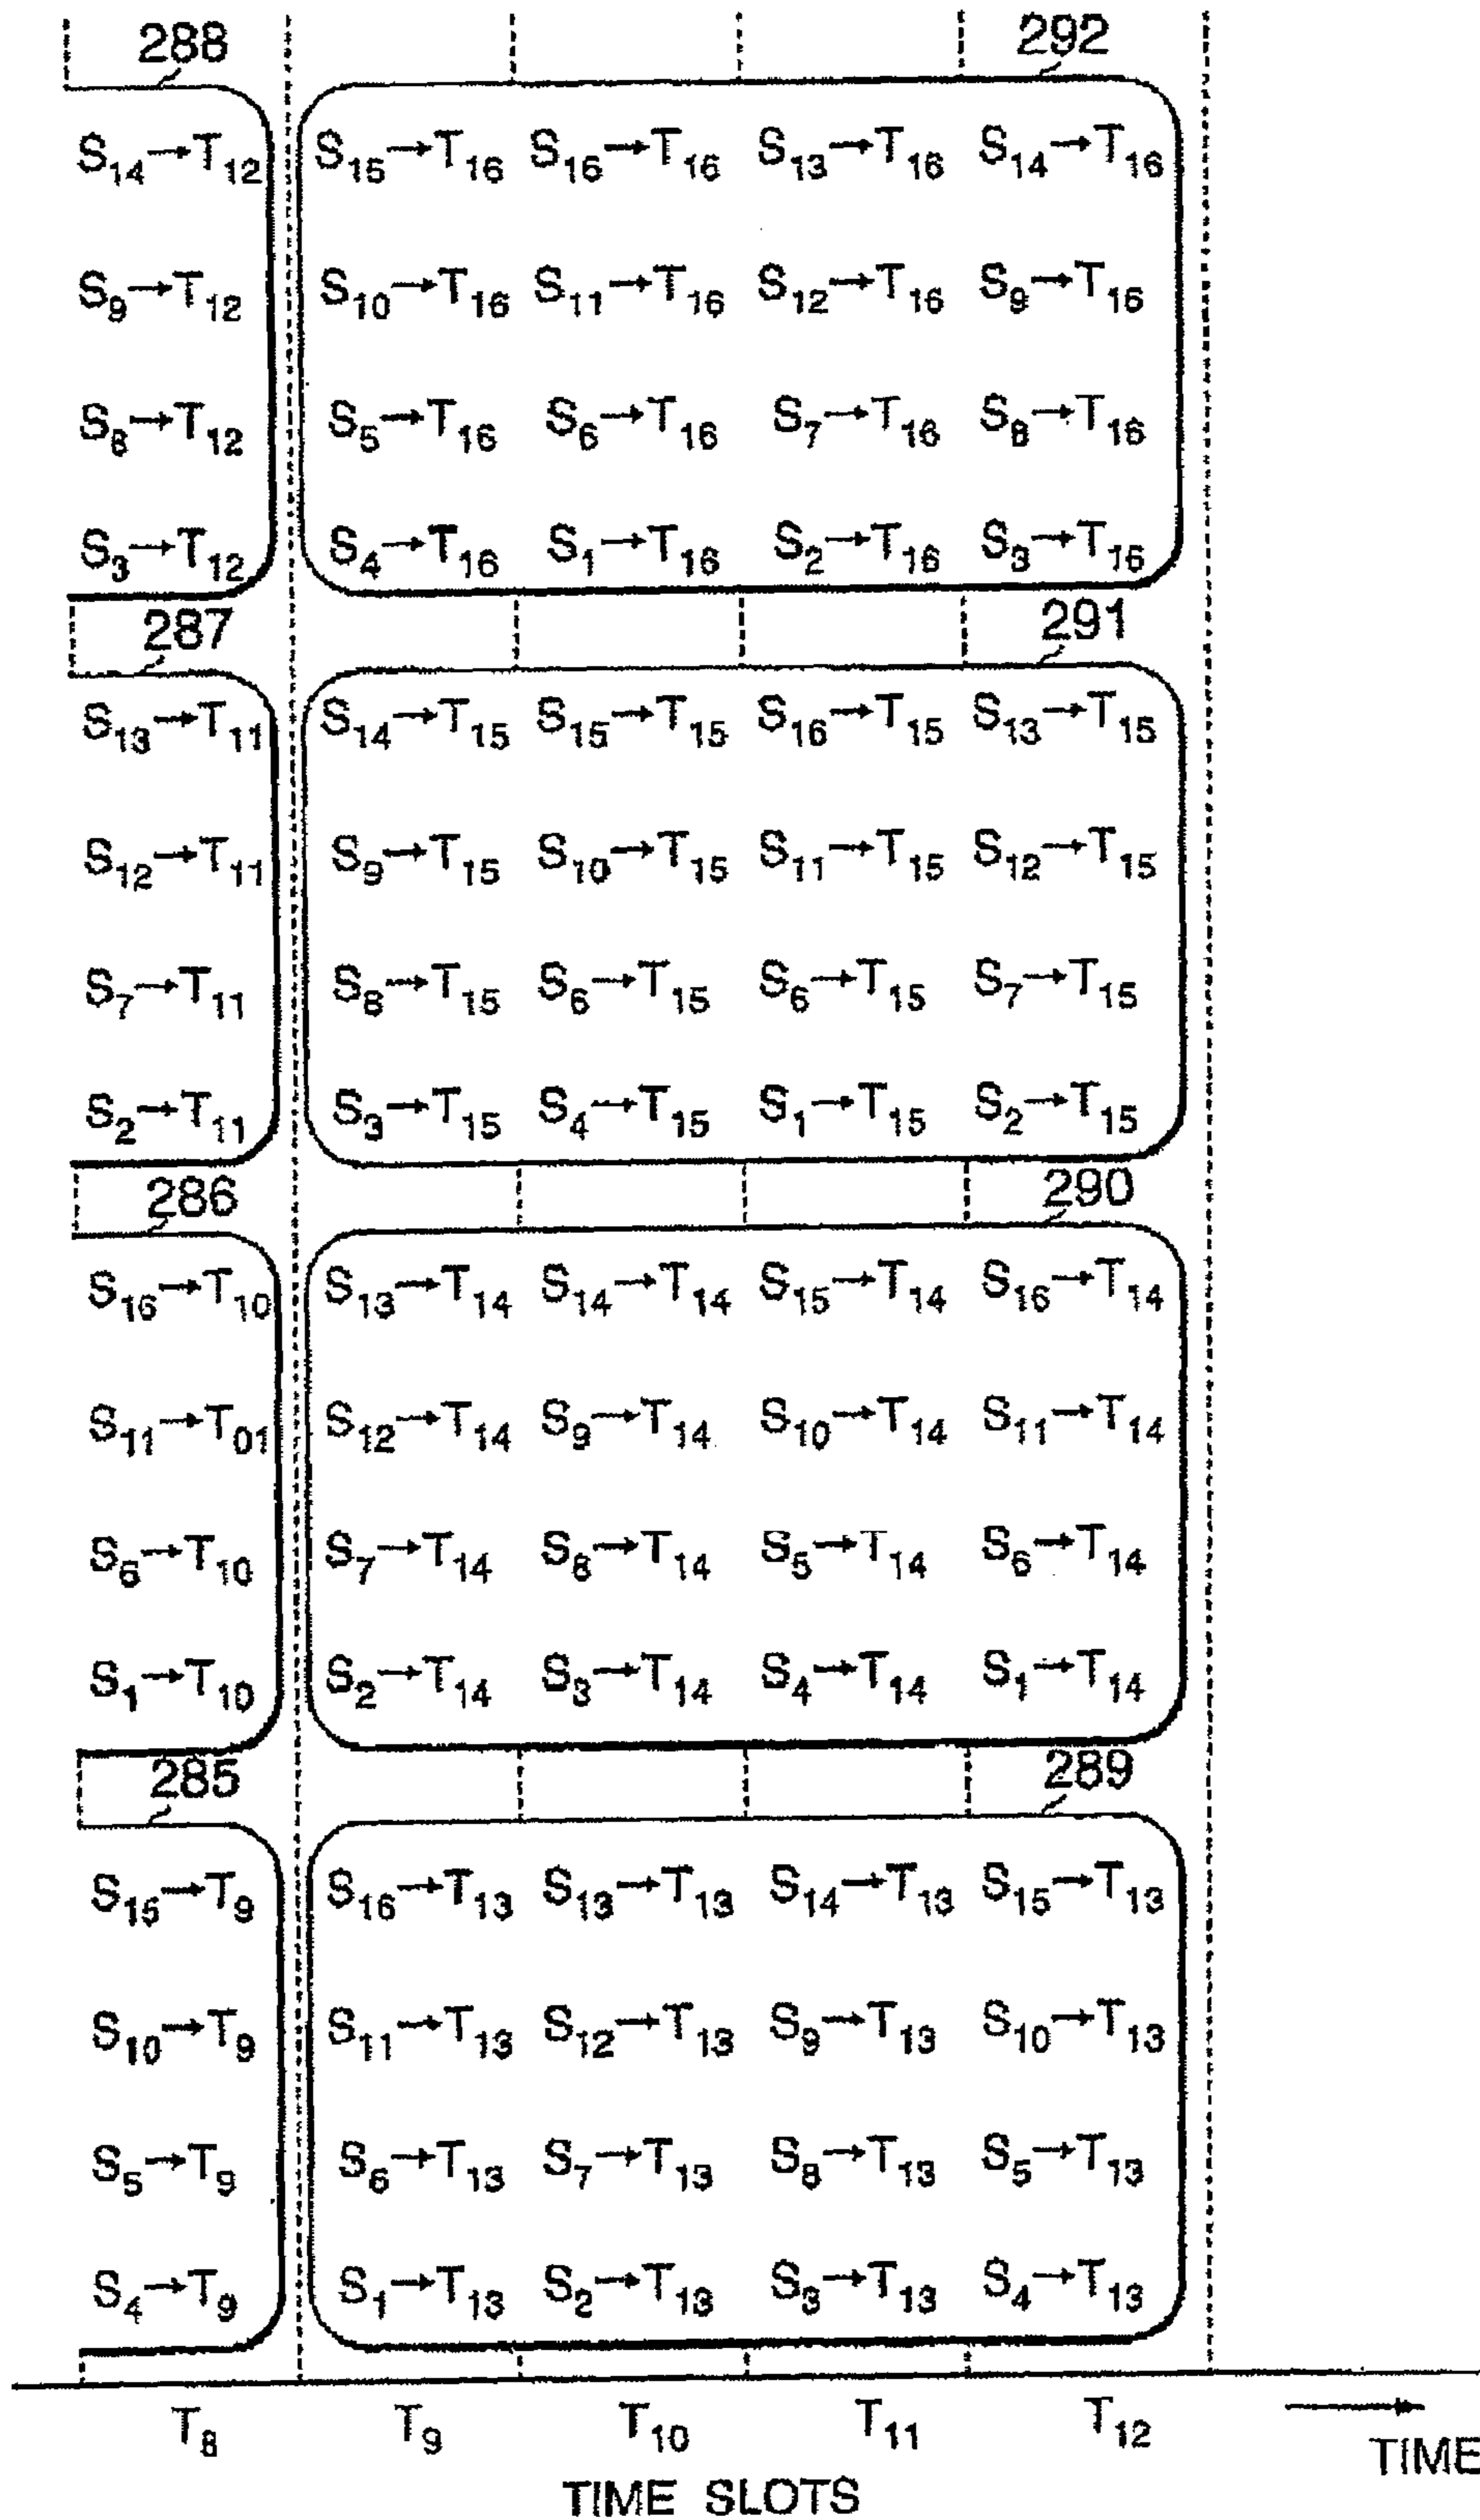 288 292
S14→T12 S15→T16 S16→T16 S13→T16 S14→T16
S9→T12 S10→T16 S11→T16 S12→T16 S9→T16
S8→T12 S5→T16 S6→T16 S7→T16 S8→T16
S3→T12 S4→T16 S1→T16 S2→T16 S3→T16
287 291
S13→T11 S14→T15 S15→T15 S16→T15 S13→T15
S12→T11 S9→T15 S10→T15 S11→T15 S12→T15
S7→T11 S8→T15 S6→T15 S6→T15 S7→T15
S2→T11 S3→T15 S4→T15 S1→T15 S2→T15
286 290
S16→T10 S13→T14 S14→T14 S15→T14 S16→T14
S11→T01 S12→T14 S9→T14 S10→T14 S11→T14
S6→T10 S7→T14 S8→T14 S5→T14 S6→T14
S1→T10 S2→T14 S3→T14 S4→T14 S1→T14
285 289
S15→T9 S16→T13 S13→T13 S14→T13 S15→T13
S10→T9 S11→T13 S12→T13 S9→T13 S10→T13
S5→T9 S6→T13 S7→T13 S8→T13 S5→T13
S4→T9 S1→T13 S2→T13 S3→T13 S4→T13
T8 T9 T10 T11 T12 →
TIME
TIME SLOTS